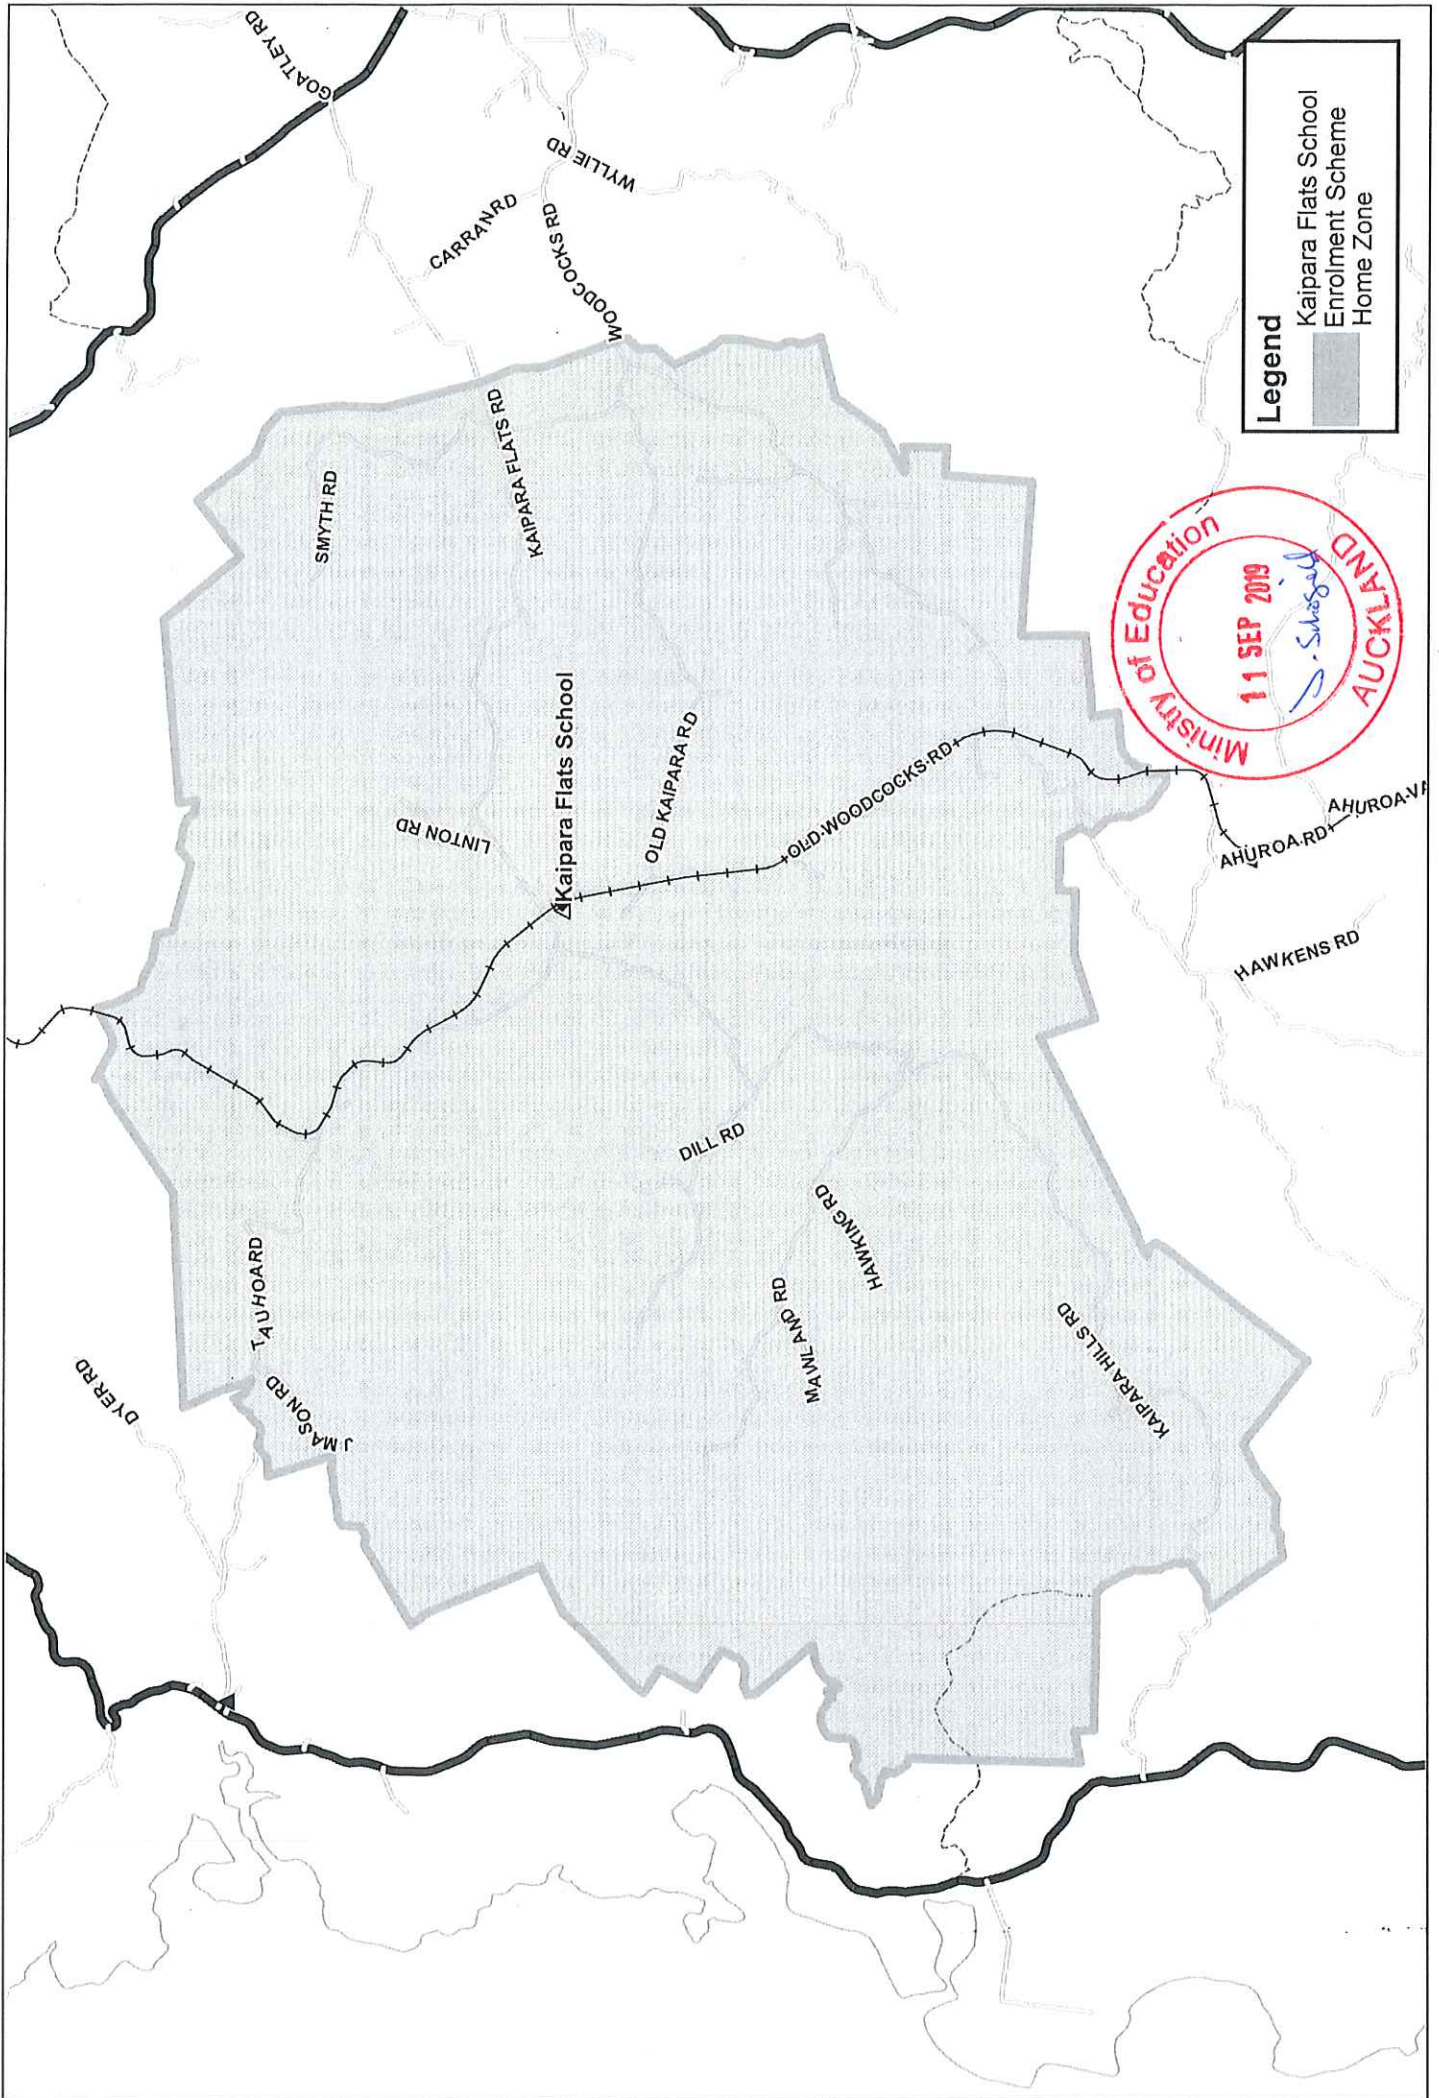 GOATLEY RD
CARRAN RD
WYLLIE RD
WOODCOCKS RD
SMYTH RD
KAIPARA FLATS RD
LINTON RD
Kaipara Flats School
OLD KAIPARA RD
OLD WOODCOCKS RD
AHUROA RD
AHUROA VA
HAWKENS RD
DILL RD
HAWKING RD
MAWLAND RD
KAIPARA HILLS RD
TAUHOA RD
J MASON RD
DYER RD
Legend
Kaipara Flats School
Enrolment Scheme
Home Zone
Ministry of Education
11 SEP 2019
AUCKLAND